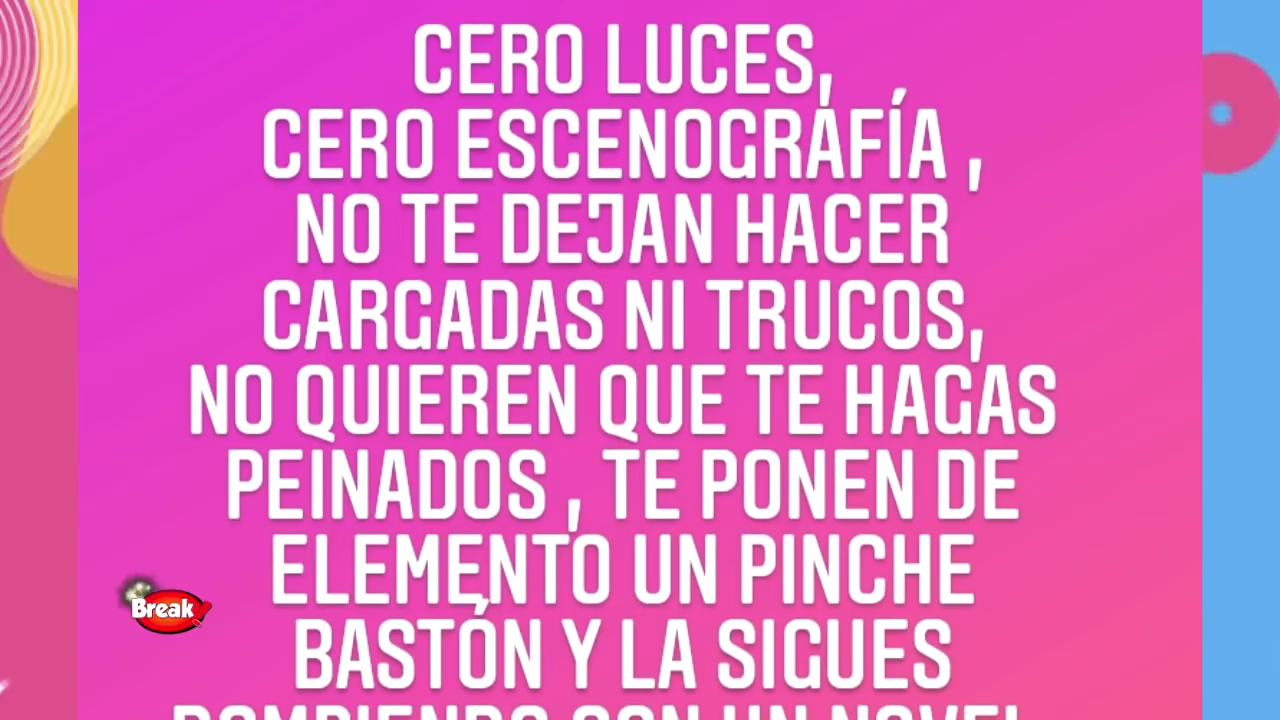 CERO LUCES,
CERO ESCENOGRAFÍA ,
NO TE DEJAN HACER
CARGADAS NI TRUCOS,
NO QUIEREN QUE TE HAGAS
PEINADOS , TE PONEN DE
ELEMENTO UN PINCHE
BASTÓN Y LA SIGUES
Break